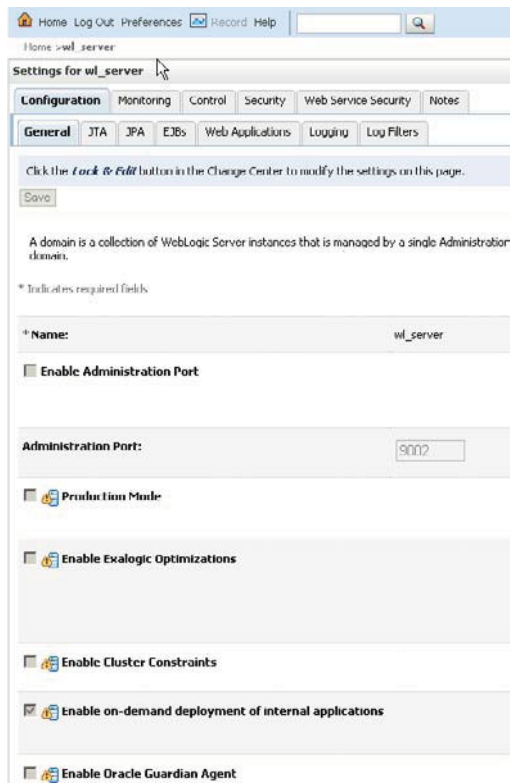 Home Log Out Preferences Record Help
Home >wl_server
Settings for wl_server
Configuration Monitoring Control Security Web Service Security Notes
General JTA JPA EJBs Web Applications Logging Log Filters
Click the Lock & Edit button in the Change Center to modify the settings on this page.
Save
A domain is a collection of WebLogic Server instances that is managed by a single Administration
domain.
* Indicates required fields
* Name: wl_server
Enable Administration Port
Administration Port: 9002
Production Mode
Enable Exalogic Optimizations
Enable Cluster Constraints
Enable on-demand deployment of internal applications
Enable Oracle Guardian Agent